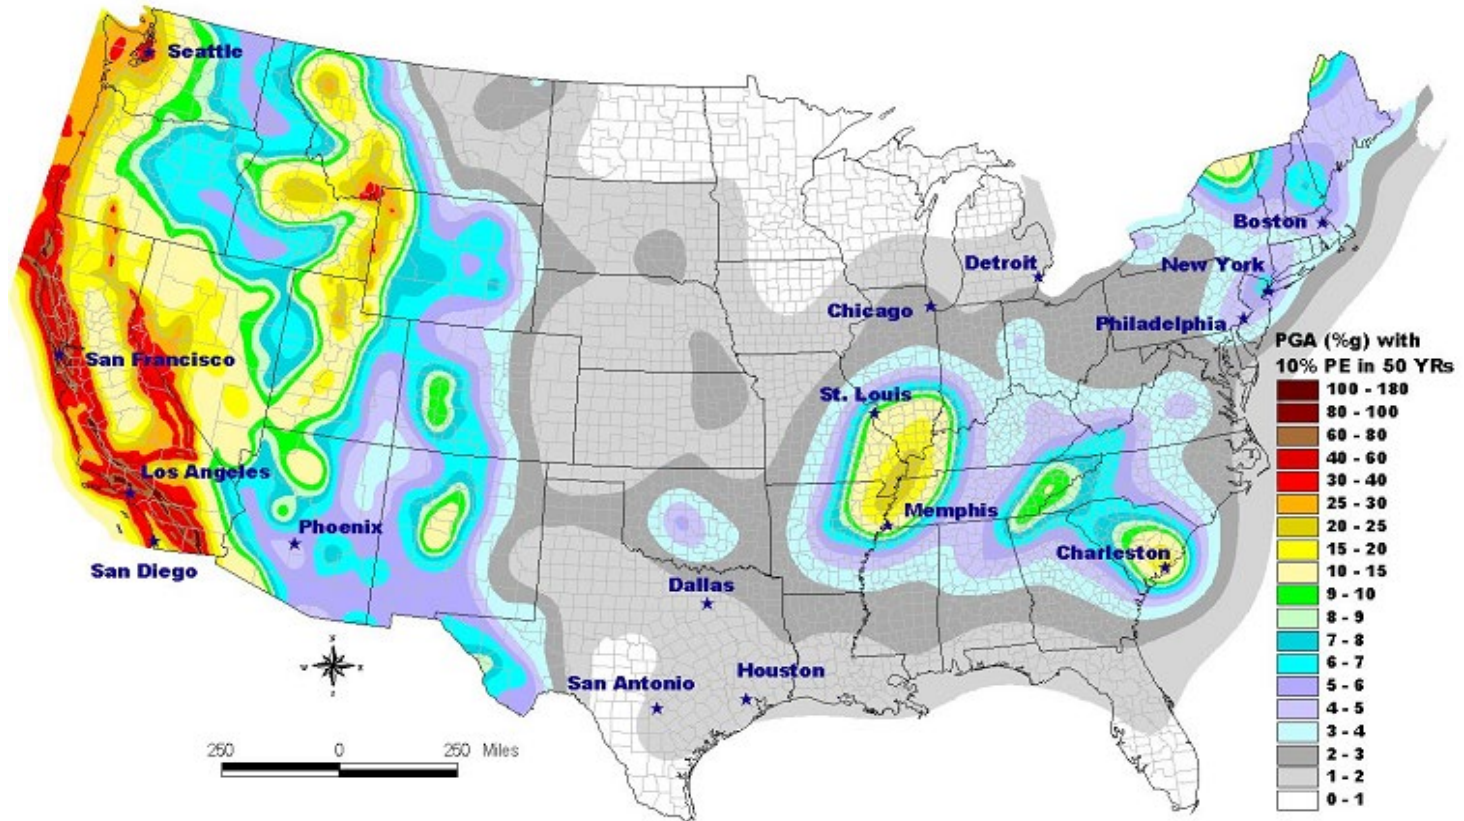 Seattle
Boston
New York
Detroit
Chicago
Philadelphia
San Francisco
St. Louis
Los Angeles
Memphis
Phoenix
Charleston
San Diego
Dallas
Houston
San Antonio
250 0 250 Miles
PGA (%g) with
10% PE in 50 YRs
100 - 180
80 - 100
60 - 80
40 - 60
30 - 40
25 - 30
20 - 25
15 - 20
10 - 15
9 - 10
8 - 9
7 - 8
6 - 7
5 - 6
4 - 5
3 - 4
2 - 3
1 - 2
0 - 1